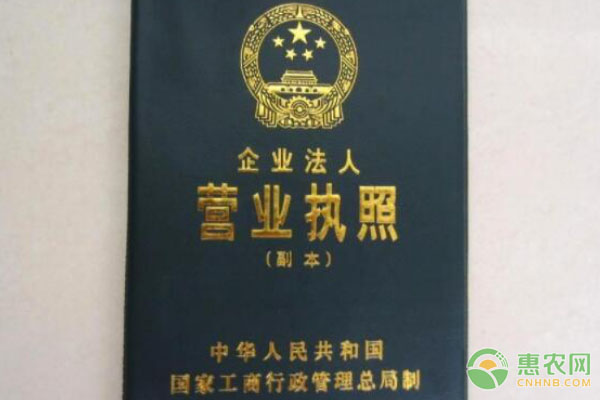 企业法人
营业执照
(副本)
中华人民共和国
国家工商行政管理总局制
惠农网
CNHNB.COM